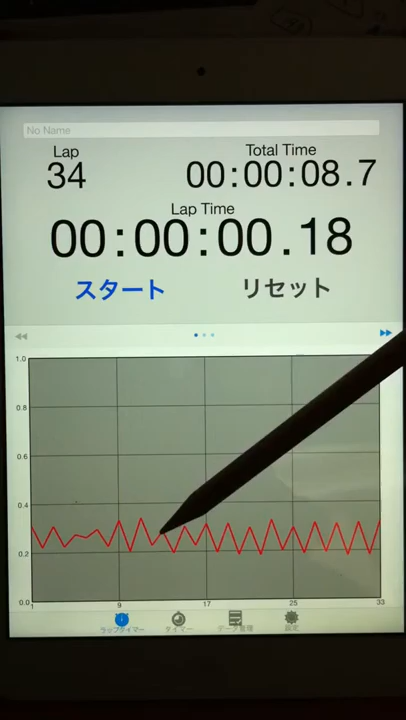 No Name
Lap
Total Time
34
00:00:08.7
Lap Time
00:00:00.18
スタート
リセット
1.0
0.8
0.6
0.4
0.2
0.0
1
9
17
25
33
ラップタイマー
タイマー
データ管理
設定